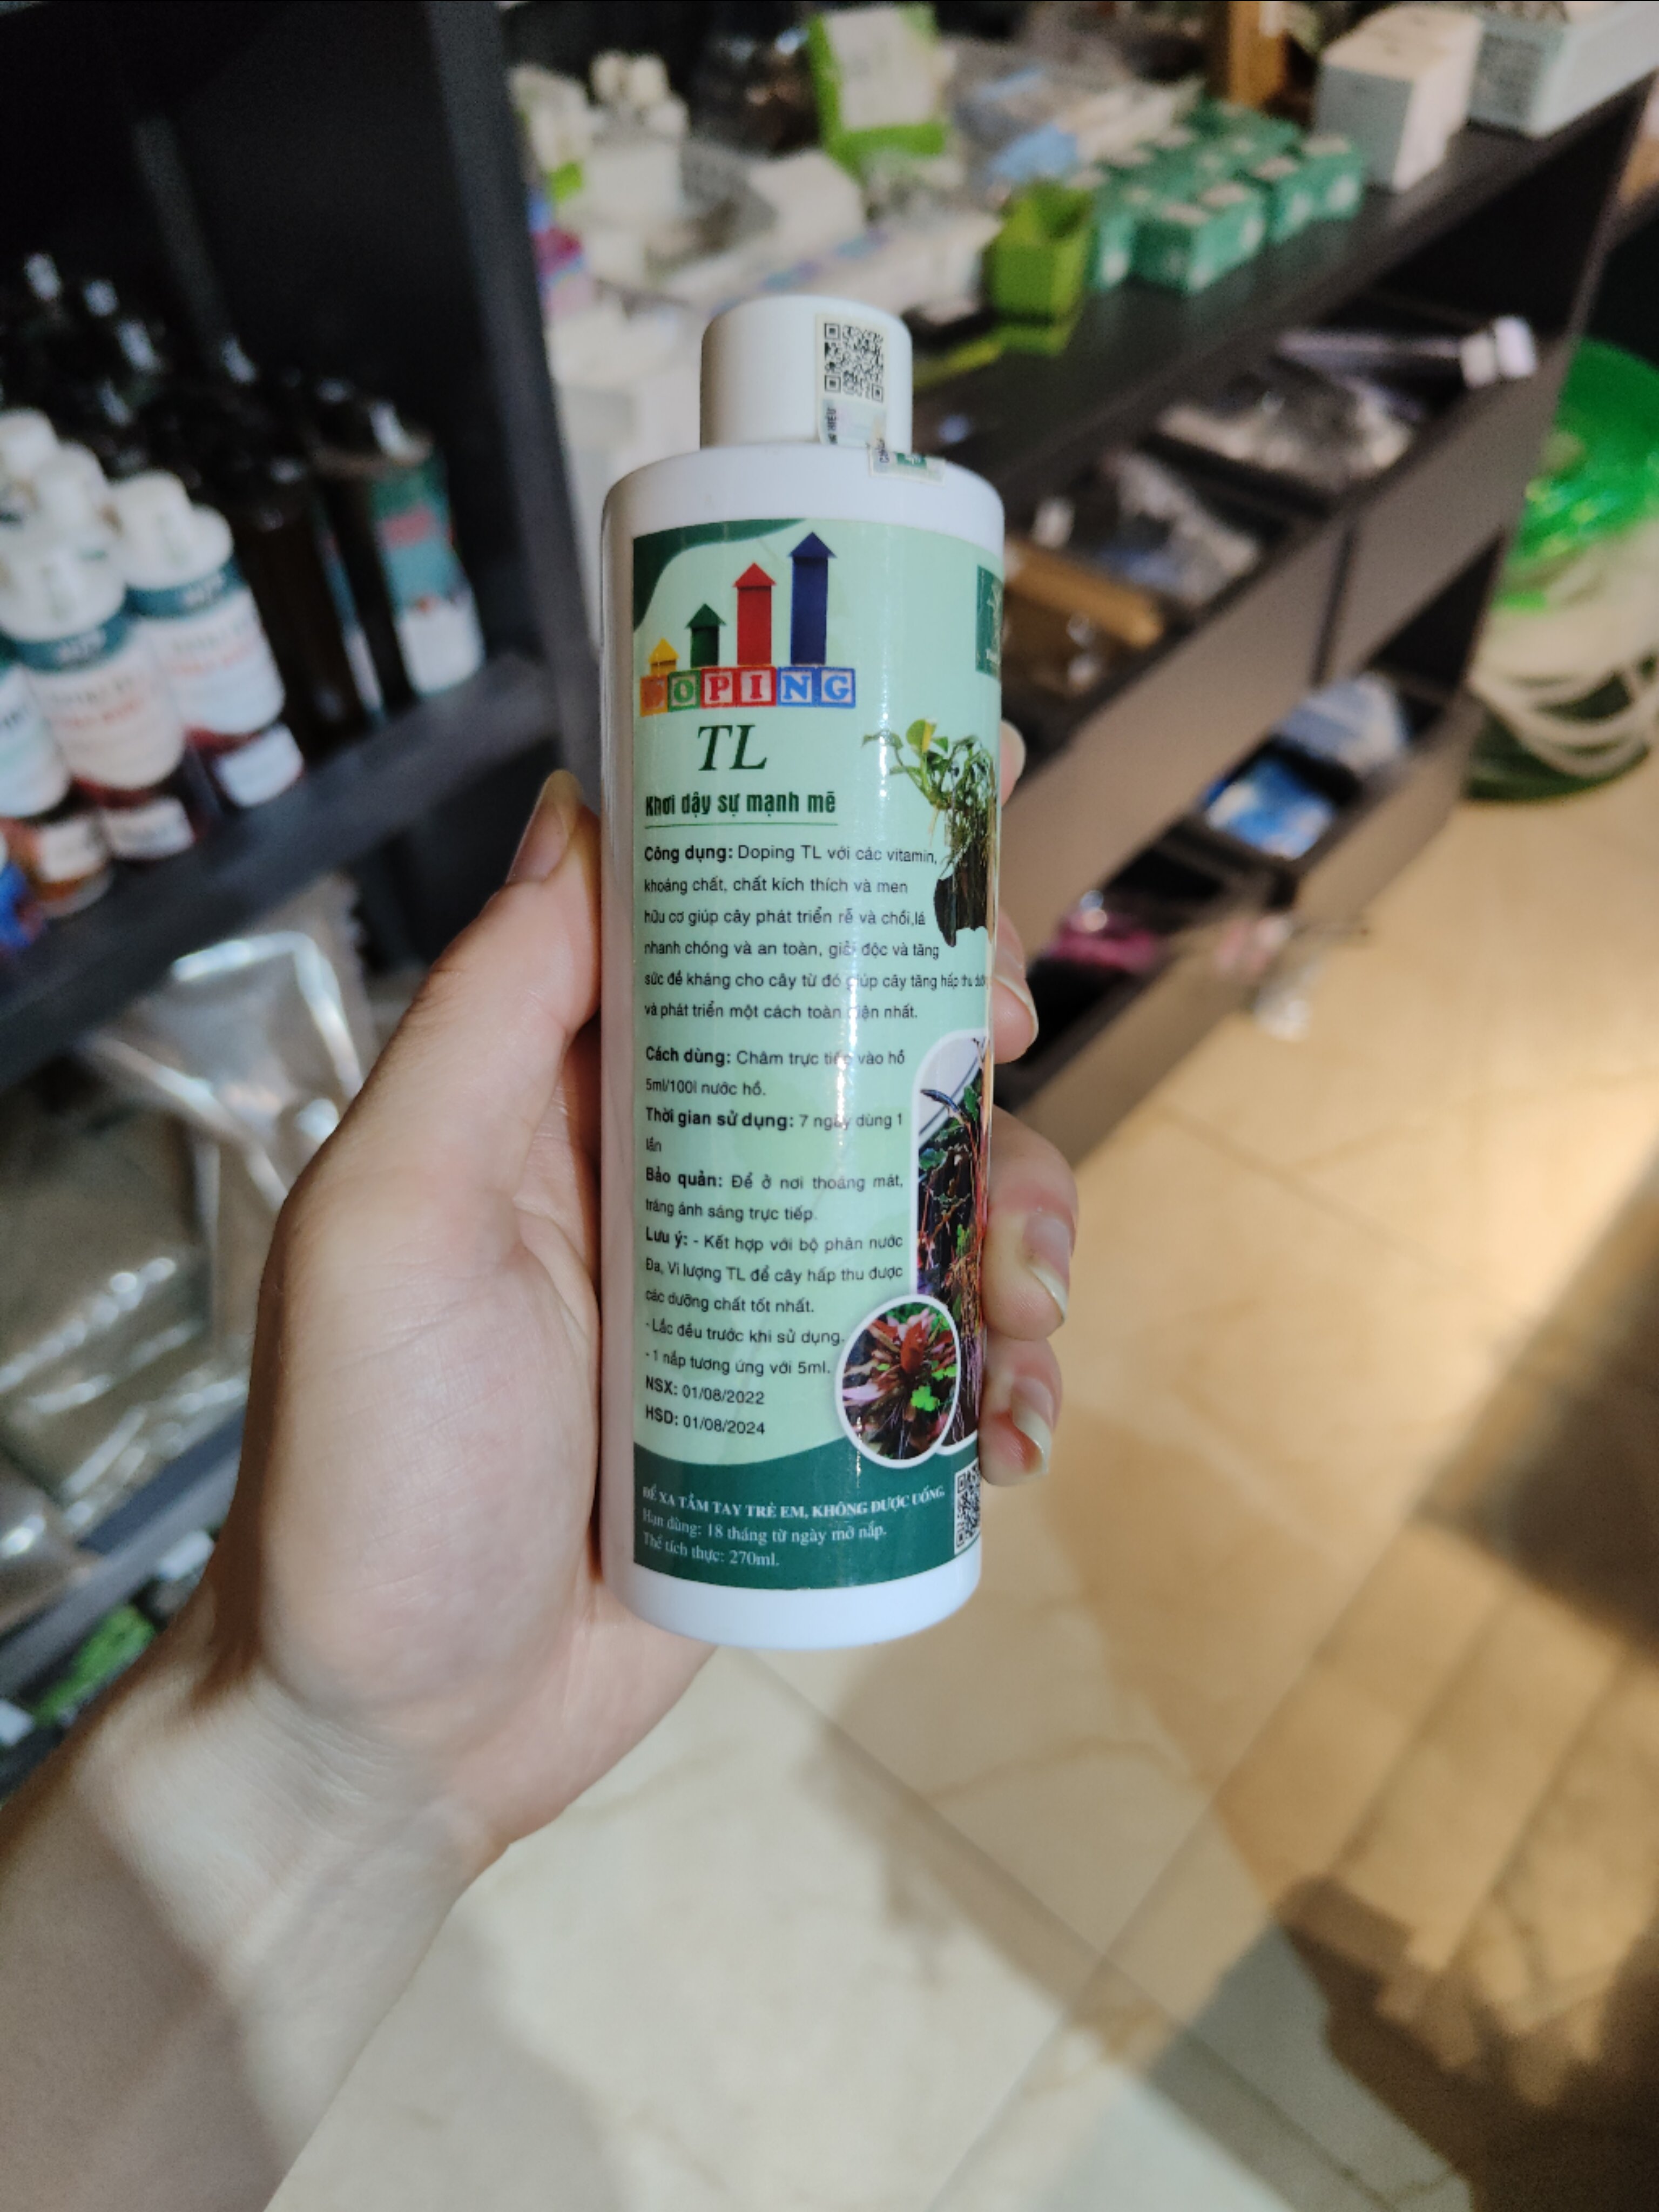 DOPING
TL
Khơi dậy sự mạnh mẽ
Công dụng: Doping TL với các vitamin,
khoáng chất, chất kích thích và men
hữu cơ giúp cây phát triển rễ và chồi,lá
nhanh chóng và an toàn, giải độc và tăng
sức đề kháng cho cây từ đó giúp cây tăng hấp thu
và phát triển một cách toàn diện nhất.
Cách dùng: Châm trực tiếp vào hồ
5ml/100l nước hồ.
Thời gian sử dụng: 7 ngày dùng 1
lần
Bảo quản: Để ở nơi thoáng mát,
tráng ánh sáng trực tiếp.
Lưu ý: - Kết hợp với bộ phân nước
Đa, Vi lượng TL để cây hấp thu được
các dưỡng chất tốt nhất.
- Lắc đều trước khi sử dụng.
- 1 nắp tương ứng với 5ml.
NSX: 01/08/2022
HSD: 01/08/2024
ĐỂ XA TẦM TAY TRẺ EM, KHÔNG ĐƯỢC UỐNG.
Hạn dùng: 18 tháng từ ngày mở nắp.
Thể tích thực: 270ml.